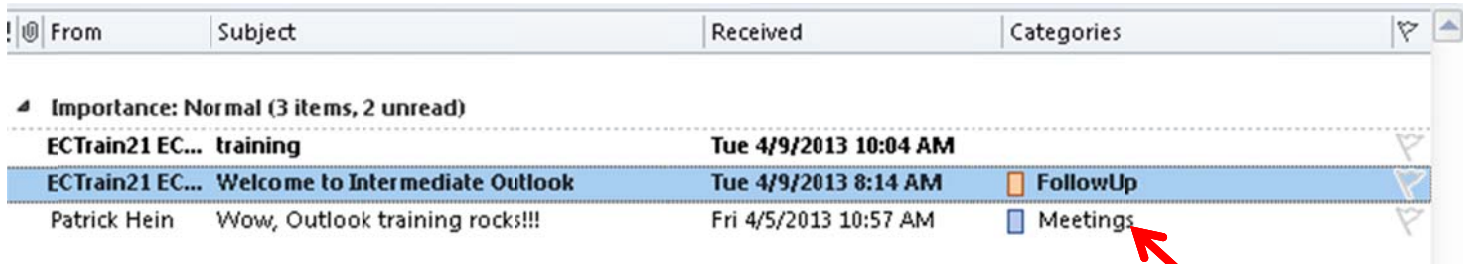 ! From Subject Received Categories
Importance: Normal (3 items, 2 unread)
ECTrain21 EC... training Tue 4/9/2013 10:04 AM
ECTrain21 EC... Welcome to Intermediate Outlook Tue 4/9/2013 8:14 AM FollowUp
Patrick Hein Wow, Outlook training rocks!!! Fri 4/5/2013 10:57 AM Meetings